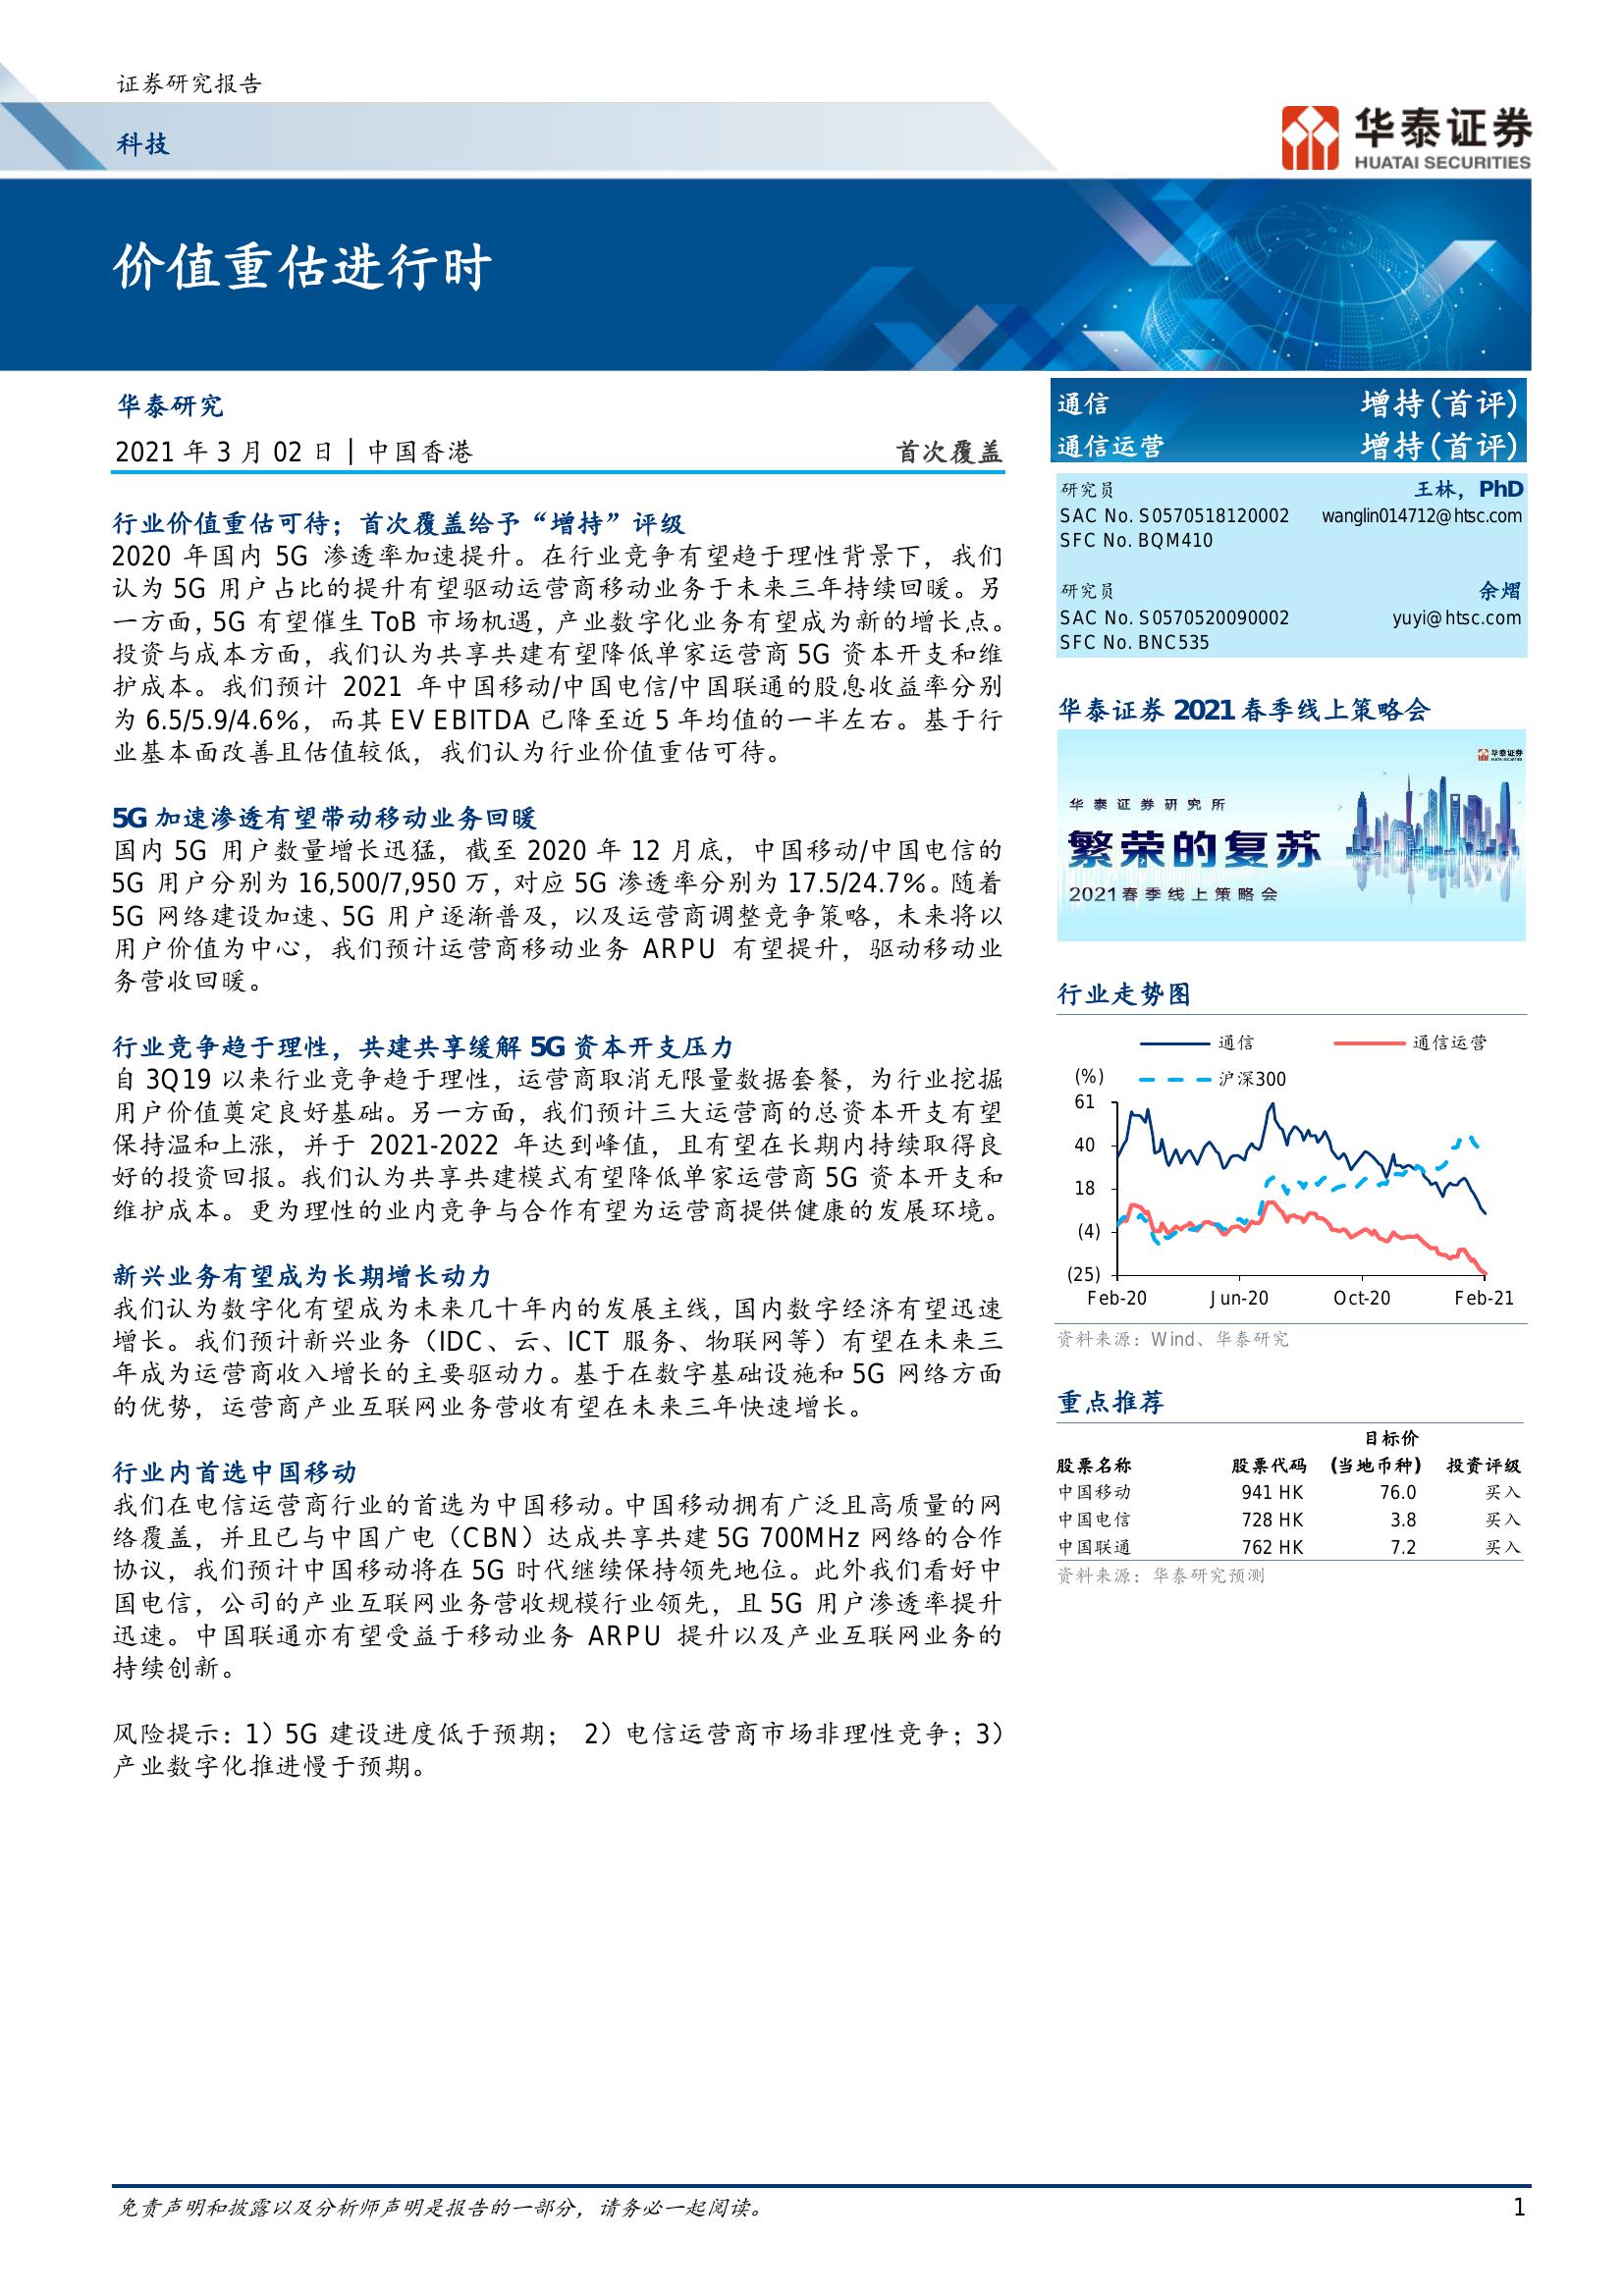 证券研究报告
科技
华泰证券
HUATAI SECURITIES
价值重估进行时
华泰研究
2021 年 3 月 02 日 | 中国香港
首次覆盖
行业价值重估可待；首次覆盖给予“增持”评级
2020 年国内 5G 渗透率加速提升。在行业竞争有望趋于理性背景下，我们
认为 5G 用户占比的提升有望驱动运营商移动业务于未来三年持续回暖。另
一方面，5G 有望催生 ToB 市场机遇，产业数字化业务有望成为新的增长点。
投资与成本方面，我们认为共享共建有望降低单家运营商 5G 资本开支和维
护成本。我们预计 2021 年中国移动/中国电信/中国联通的股息收益率分别
为 6.5/5.9/4.6%，而其 EV EBITDA 已降至近 5 年均值的一半左右。基于行
业基本面改善且估值较低，我们认为行业价值重估可待。
5G 加速渗透有望带动移动业务回暖
国内 5G 用户数量增长迅猛，截至 2020 年 12 月底，中国移动/中国电信的
5G 用户分别为 16,500/7,950 万，对应 5G 渗透率分别为 17.5/24.7%。随着
5G 网络建设加速、5G 用户逐渐普及，以及运营商调整竞争策略，未来将以
用户价值为中心，我们预计运营商移动业务 ARPU 有望提升，驱动移动业
务营收回暖。
行业竞争趋于理性，共建共享缓解 5G 资本开支压力
自 3Q19 以来行业竞争趋于理性，运营商取消无限量数据套餐，为行业挖掘
用户价值奠定良好基础。另一方面，我们预计三大运营商的总资本开支有望
保持温和上涨，并于 2021-2022 年达到峰值，且有望在长期内持续取得良
好的投资回报。我们认为共享共建模式有望降低单家运营商 5G 资本开支和
维护成本。更为理性的业内竞争与合作有望为运营商提供健康的发展环境。
新兴业务有望成为长期增长动力
我们认为数字化有望成为未来几十年内的发展主线，国内数字经济有望迅速
增长。我们预计新兴业务（IDC、云、ICT 服务、物联网等）有望在未来三
年成为运营商收入增长的主要驱动力。基于在数字基础设施和 5G 网络方面
的优势，运营商产业互联网业务营收有望在未来三年快速增长。
行业内首选中国移动
我们在电信运营商行业的首选为中国移动。中国移动拥有广泛且高质量的网
络覆盖，并且已与中国广电（CBN）达成共享共建 5G 700MHz 网络的合作
协议，我们预计中国移动将在 5G 时代继续保持领先地位。此外我们看好中
国电信，公司的产业互联网业务营收规模行业领先，且 5G 用户渗透率提升
迅速。中国联通亦有望受益于移动业务 ARPU 提升以及产业互联网业务的
持续创新。
风险提示：1）5G 建设进度低于预期； 2）电信运营商市场非理性竞争；3）
产业数字化推进慢于预期。
通信 增持(首评)
通信运营 增持(首评)
研究员 王林，PhD
SAC No. S0570518120002 wanglin014712@htsc.com
SFC No. BQM410
研究员 余熠
SAC No. S0570520090002 yuyi@htsc.com
SFC No. BNC535
华泰证券 2021 春季线上策略会
华泰证券
HUATAI SECURITIES
华泰证券研究所
繁荣的复苏
2021春季线上策略会
行业走势图
通信 通信运营
(%) 沪深300
61
40
18
(4)
(25)
Feb-20 Jun-20 Oct-20 Feb-21
资料来源：Wind、华泰研究
重点推荐
目标价
股票名称 股票代码 (当地币种) 投资评级
中国移动 941 HK 76.0 买入
中国电信 728 HK 3.8 买入
中国联通 762 HK 7.2 买入
资料来源：华泰研究预测
免责声明和披露以及分析师声明是报告的一部分，请务必一起阅读。 1